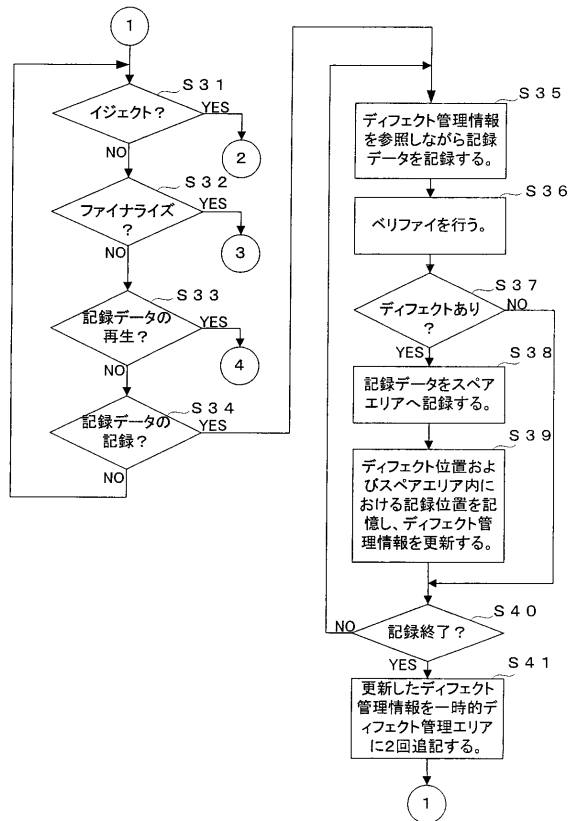 1
S31
イジェクト？
YES
2
NO
S32
ファイナライズ
？
YES
3
NO
S33
記録データの
再生？
YES
4
NO
S34
記録データの
記録？
YES
NO
S35
ディフェクト管理情報
を参照しながら記録
データを記録する。
S36
ベリファイを行う。
S37
ディフェクトあり
？
NO
YES
S38
記録データをスペア
エリアへ記録する。
S39
ディフェクト位置およ
びスペアエリア内に
おける記録位置を記
憶し、ディフェクト管
理情報を更新する。
S40
記録終了？
NO
YES
S41
更新したディフェクト
管理情報を一時的ディ
フェクト管理エリア
に2回追記する。
1